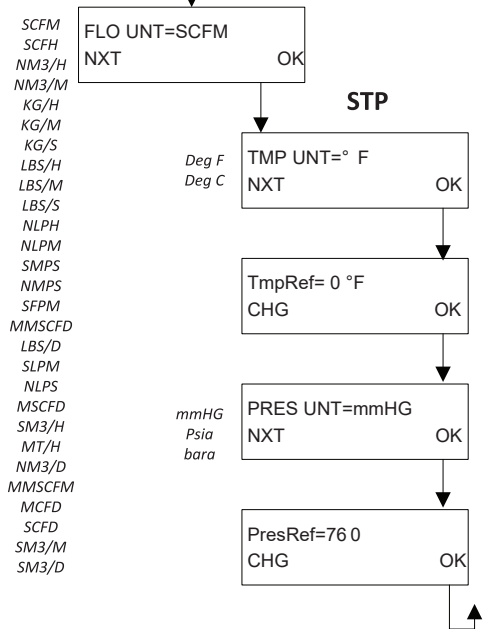 SCFM
SCFH
NM3/H
NM3/M
KG/H
KG/M
KG/S
LBS/H
LBS/M
LBS/S
NLPH
NLPM
SMPS
NMPS
SFPM
MMSCFD
LBS/D
SLPM
NLPS
MSCFD
SM3/H
MT/H
NM3/D
MMSCFM
MCFD
SCFD
SM3/M
SM3/D
FLO UNT=SCFM
NXT OK
STP
Deg F
Deg C
TMP UNT=° F
NXT OK
TmpRef= 0 °F
CHG OK
mmHG
Psia
bara
PRES UNT=mmHG
NXT OK
PresRef=76 0
CHG OK